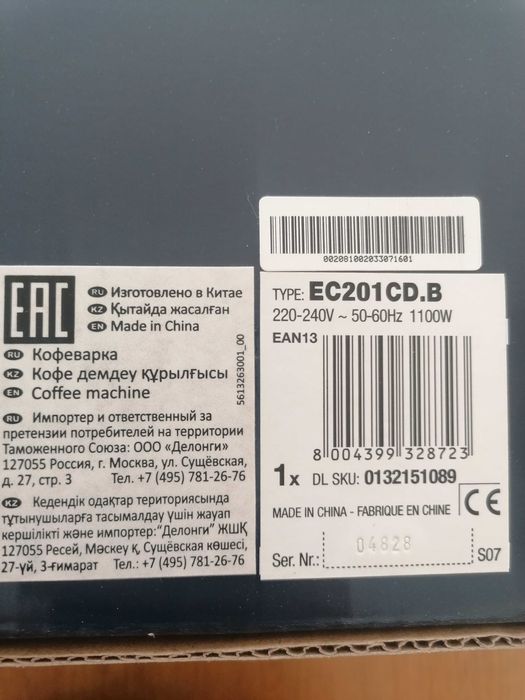 0020810020330​71601
EAC
RU Изготовлено в Китае
KZ Қытайда жасалған
EN Made in China
RU Кофеварка
KZ Кофе демдеу құрылғысы
EN Coffee machine
5613263001_00
RU Импортер и ответственный за
претензии потребителей на территории
Таможенного Союза: ООО «Делонги»
127055 Россия, г. Москва, ул. Сущёвская,
д. 27, стр. 3 Тел. +7 (495) 781-26-76
KZ Кедендік одақтар териториясында
тұтынушыларға тасымалдау үшін жауап
кершілікті және импортер:"Делонги" ЖШҚ
127055 Ресей, Мәскеу қ. Сущёвская көшесі,
27-үй, 3-ғимарат Тел.: +7 (495) 781-26-76
TYPE: EC201CD.B
220-240V ~ 50-60Hz 1100W
EAN13
8 004399 328723
1x DL SKU: 0132151089
MADE IN CHINA - FABRIQUE EN CHINE CE
04828
Ser. Nr.: S07